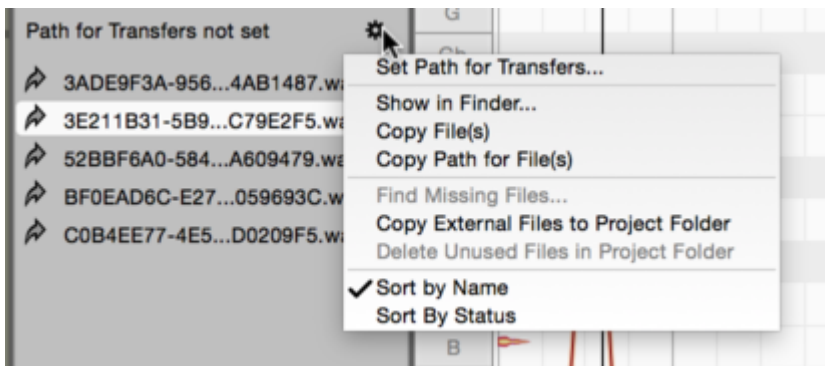 G
Path for Transfers not set
Gb
Set Path for Transfers...
3ADE9F3A-956...4AB1487.wa
Show in Finder...
3E211B31-5B9...C79E2F5.wa
Copy File(s)
52BBF6A0-584...A609479.wa
Copy Path for File(s)
BF0EAD6C-E27...059693C.w
Find Missing Files...
C0B4EE77-4E5...D0209F5.wa
Copy External Files to Project Folder
Delete Unused Files in Project Folder
Sort by Name
Sort By Status
B